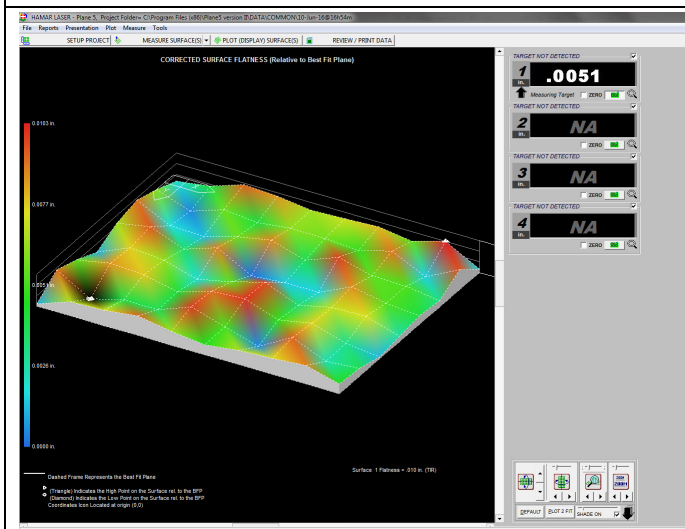 HAMAR LASER - Plane 5, Project Folder= C:\Program Files (x86)\Plane5 version II\DATA\COMMON\10-Jun-16@16h54m
File Reports Presentation Plot Measure Tools
SETUP PROJECT MEASURE SURFACE(S) PLOT (DISPLAY) SURFACE(S) REVIEW / PRINT DATA
CORRECTED SURFACE FLATNESS (Relative to Best Fit Plane)
0.0103 in.
0.0077 in.
0.0051 in.
0.0026 in.
0.0000 in.
Dashed Frame Represents the Best Fit Plane
Surface 1 Flatness = .010 in. (TIR)
(Triangle) Indicates the High Point on the Surface rel. to the BFP
(Diamond) Indicates the Low Point on the Surface rel. to the BFP
Coordinates Icon Located at origin (0,0)
TARGET NOT DETECTED
1 .0051
in.
Measuring Target ZERO
TARGET NOT DETECTED
2 NA
in.
ZERO
TARGET NOT DETECTED
3 NA
in.
ZERO
TARGET NOT DETECTED
4 NA
in.
ZERO
DEFAULT PLOT 2 FIT SHADE ON